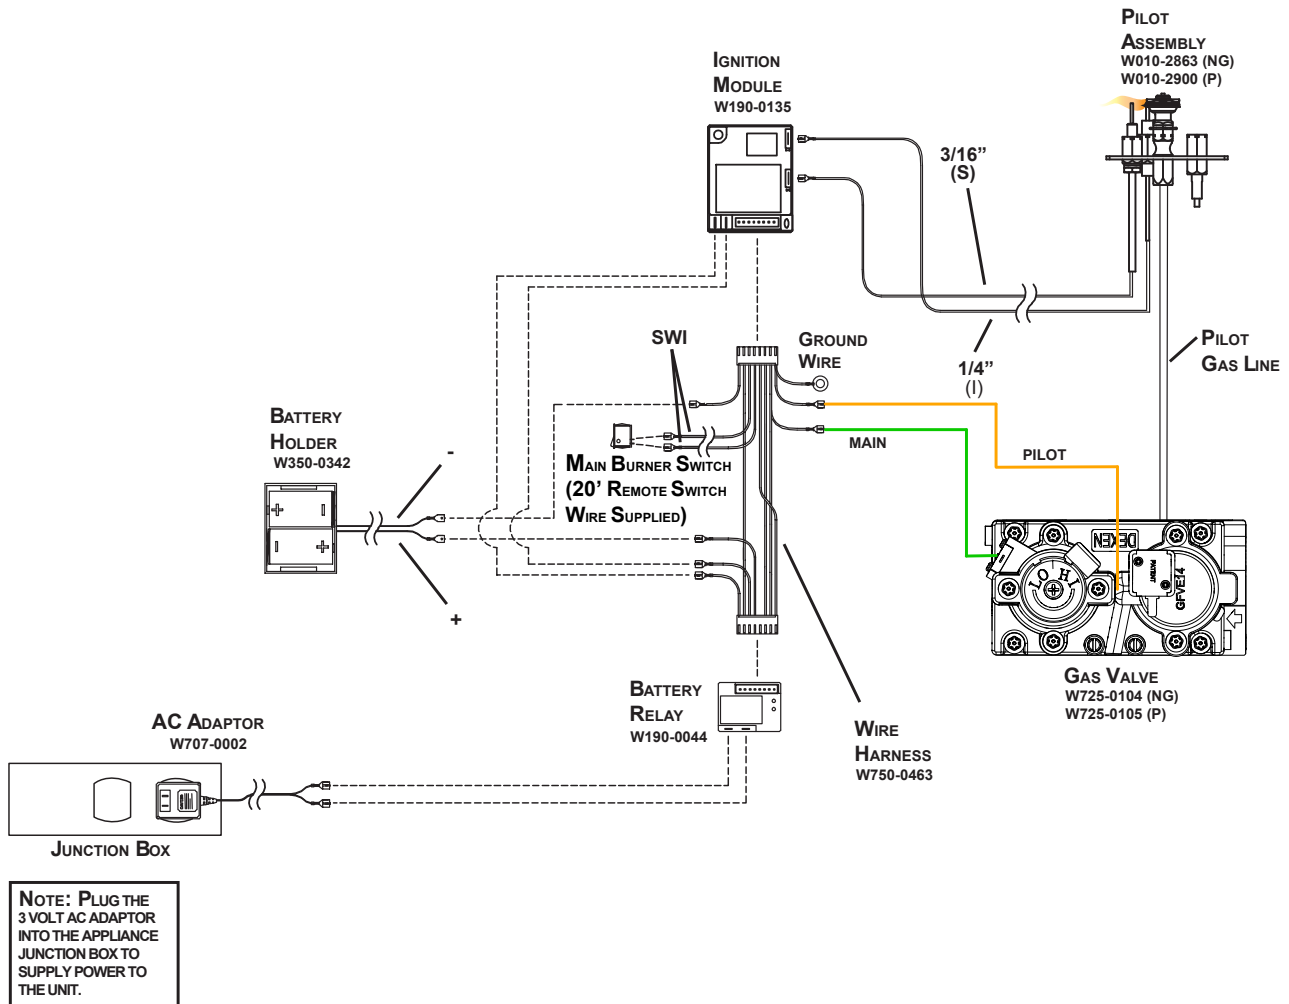 PILOT
ASSEMBLY
W010-2863 (NG)
W010-2900 (P)
IGNITION
MODULE
W190-0135
3/16”
(S)
SWI
GROUND
WIRE
1/4”
(I)
PILOT
GAS LINE
BATTERY
HOLDER
W350-0342
-
+
MAIN BURNER SWITCH
(20' REMOTE SWITCH
WIRE SUPPLIED)
MAIN
PILOT
DEXEN
LO HI
PATENT
GFVE14
GAS VALVE
W725-0104 (NG)
W725-0105 (P)
BATTERY
RELAY
W190-0044
WIRE
HARNESS
W750-0463
AC ADAPTOR
W707-0002
JUNCTION BOX
NOTE: PLUG THE
3 VOLT AC ADAPTOR
INTO THE APPLIANCE
JUNCTION BOX TO
SUPPLY POWER TO
THE UNIT.